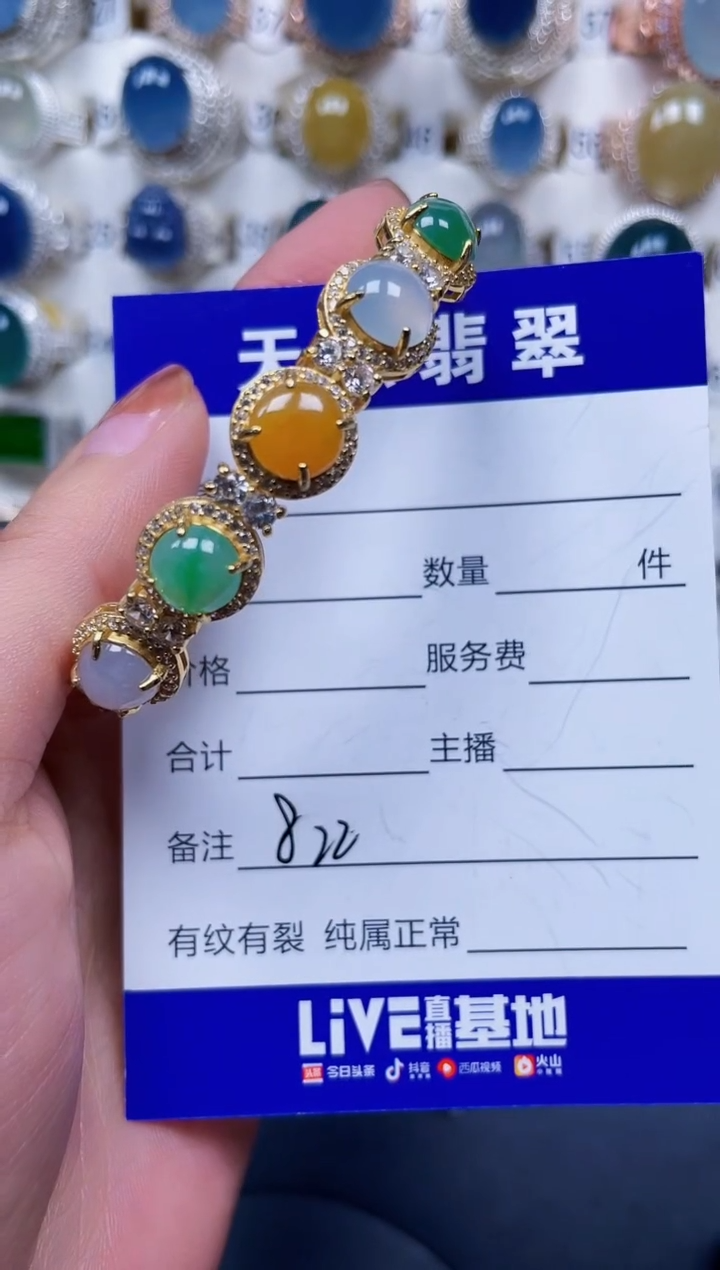 天 翡翠
数量 件
格 服务费
合计 主播
备注 822
有纹有裂 纯属正常
LiVE直播基地
今日头条 抖音 西瓜视频 火山